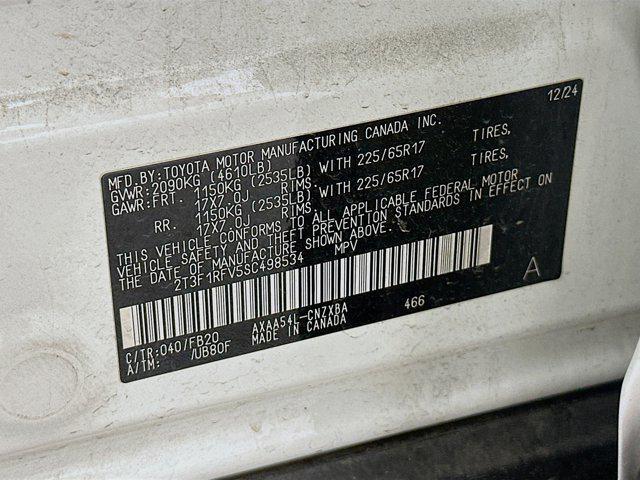 12/24
MFD.BY:TOYOTA MOTOR MANUFACTURING CANADA INC.
GVWR:2090KG (4610LB)
GAWR:FRT. 1150KG (2535LB) WITH 225/65R17 TIRES,
17X7.0J RIMS.
RR. 1150KG (2535LB) WITH 225/65R17 TIRES,
17X7.0J RIMS.
THIS VEHICLE CONFORMS TO ALL APPLICABLE FEDERAL MOTOR
VEHICLE SAFETY AND THEFT PREVENTION STANDARDS IN EFFECT ON
THE DATE OF MANUFACTURE SHOWN ABOVE.
2T3F1RFV5SC498534 MPV
A
C/TR:040/FB20 AXAA54L-CNZXBA 466
A/TM: /UB80F MADE IN CANADA